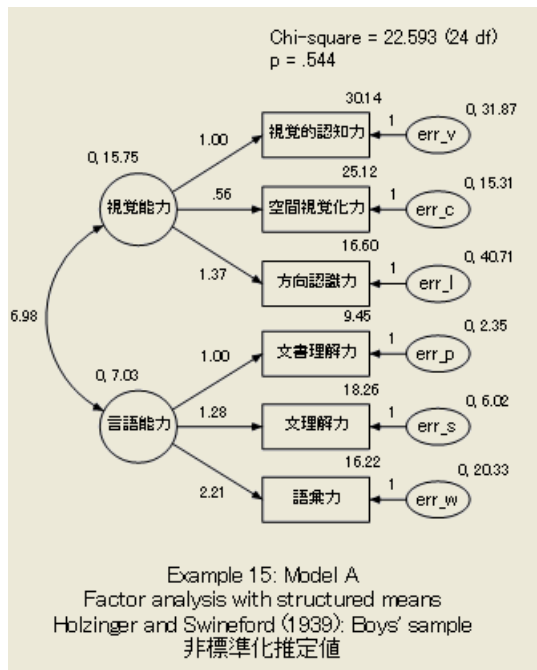 Chi-square = 22.593 (24 df)
p = .544
30.14
0, 31.87
視覚的認知力
1
err_v
1.00
0, 15.75
25.12
0, 15.31
視覚能力
.56
空間視覚化力
1
err_c
16.60
0, 40.71
1.37
方向認識力
1
err_l
6.98
9.45
0, 2.35
1.00
文書理解力
1
err_p
0, 7.03
18.26
0, 6.02
言語能力
1.28
文理解力
1
err_s
16.22
0, 20.33
2.21
語彙力
1
err_w
Example 15: Model A
Factor analysis with structured means
Holzinger and Swineford (1939): Boys' sample
非標準化推定値